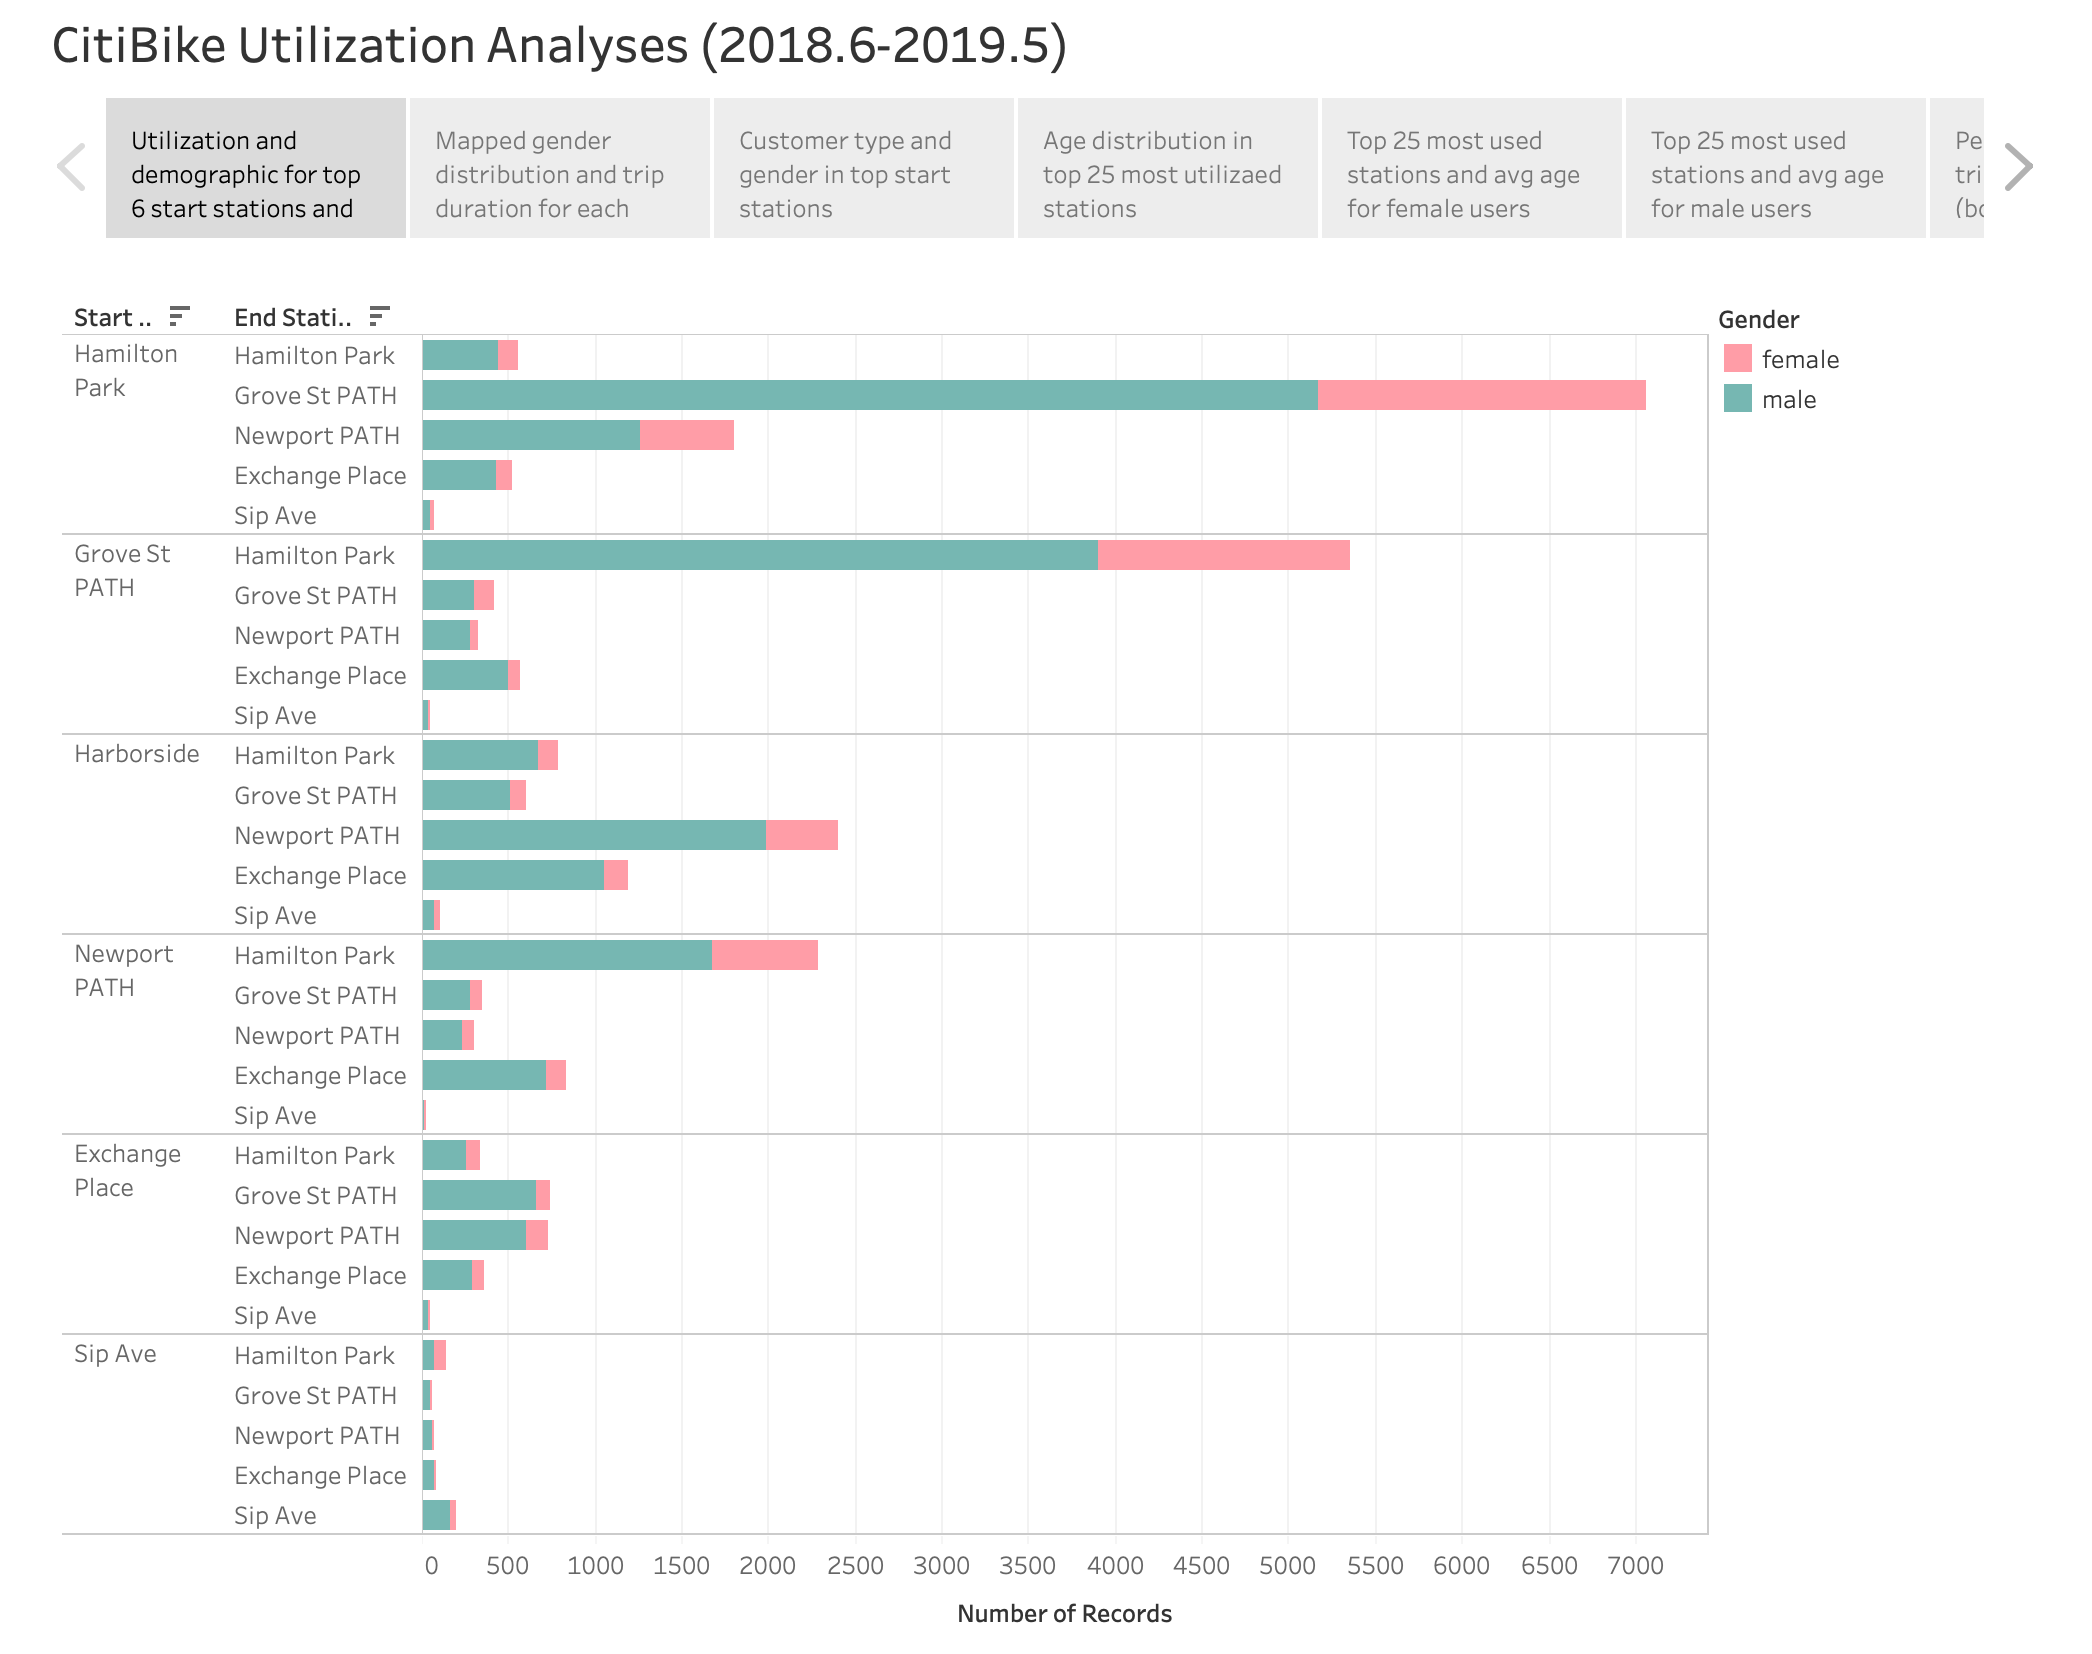 CitiBike Utilization Analyses (2018.6-2019.5)
Utilization and
demographic for top
6 start stations and
Mapped gender
distribution and trip
duration for each
Customer type and
gender in top start
stations
Age distribution in
top 25 most utilizaed
stations
Top 25 most used
stations and avg age
for female users
Top 25 most used
stations and avg age
for male users
Pe
tri
(bo
Start ..
End Stati..
Gender
female
male
Hamilton
Park
Hamilton Park
Grove St PATH
Newport PATH
Exchange Place
Sip Ave
Grove St
PATH
Hamilton Park
Grove St PATH
Newport PATH
Exchange Place
Sip Ave
Harborside
Hamilton Park
Grove St PATH
Newport PATH
Exchange Place
Sip Ave
Newport
PATH
Hamilton Park
Grove St PATH
Newport PATH
Exchange Place
Sip Ave
Exchange
Place
Hamilton Park
Grove St PATH
Newport PATH
Exchange Place
Sip Ave
Sip Ave
Hamilton Park
Grove St PATH
Newport PATH
Exchange Place
Sip Ave
0 500 1000 1500 2000 2500 3000 3500 4000 4500 5000 5500 6000 6500 7000
Number of Records